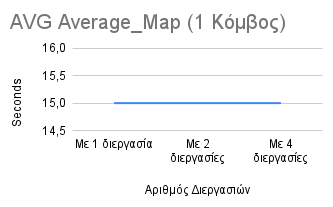 AVG Average_Map (1 Κόμβος)
Seconds
16,0
15,5
15,0
14,5
Με 1 διεργασία
Με 2 διεργασίες
Με 4 διεργασίες
Αριθμός Διεργασιών